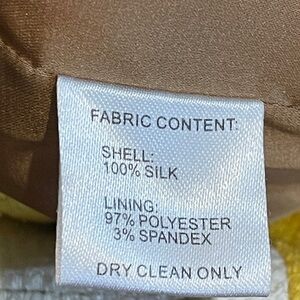 FABRIC CONTENT:
SHELL:
100% SILK
LINING:
97% POLYESTER
3% SPANDEX
DRY CLEAN ONLY